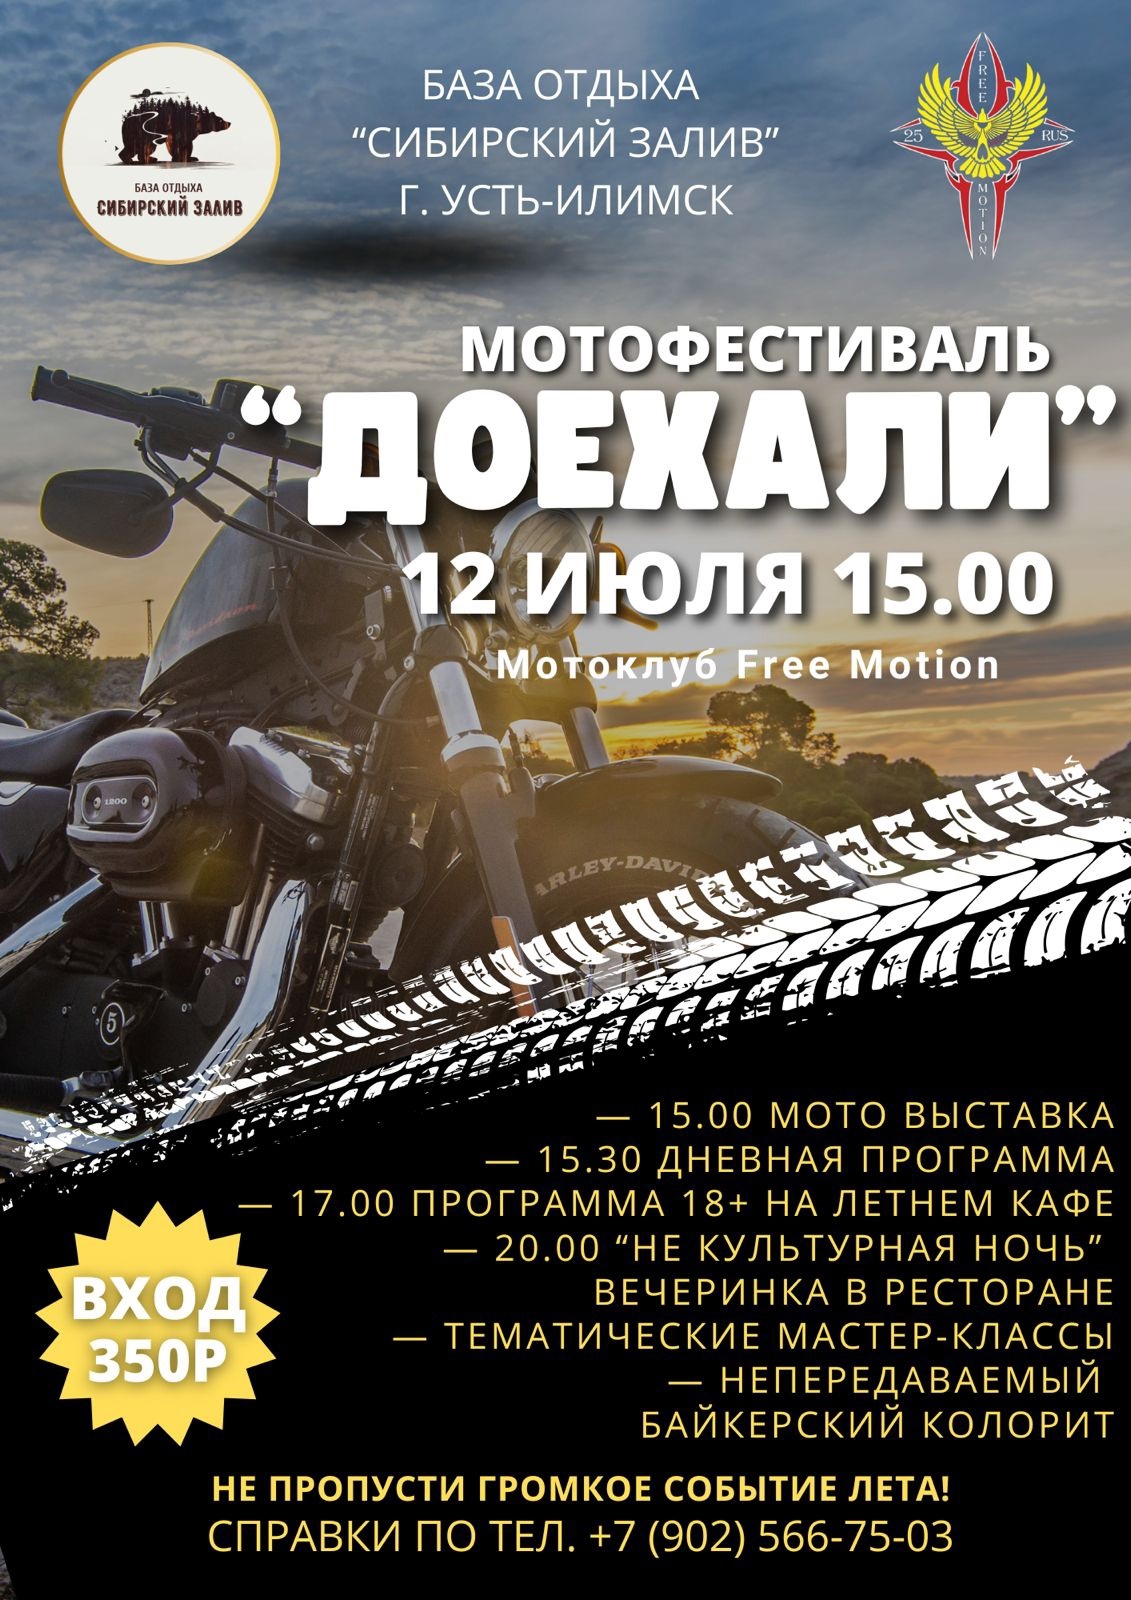 БАЗА ОТДЫХА
“СИБИРСКИЙ ЗАЛИВ”
Г. УСТЬ-ИЛИМСК
БАЗА ОТДЫХА
СИБИРСКИЙ ЗАЛИВ
FREE
25 RUS
MOTION
МОТОФЕСТИВАЛЬ
“ДОЕХАЛИ”
12 ИЮЛЯ 15.00
Мотоклуб Free Motion
1200
ARLEY-DAVI
5
— 15.00 МОТО ВЫСТАВКА
— 15.30 ДНЕВНАЯ ПРОГРАММА
— 17.00 ПРОГРАММА 18+ НА ЛЕТНЕМ КАФЕ
— 20.00 “НЕ КУЛЬТУРНАЯ НОЧЬ”
ВЕЧЕРИНКА В РЕСТОРАНЕ
— ТЕМАТИЧЕСКИЕ МАСТЕР-КЛАССЫ
— НЕПЕРЕДАВАЕМЫЙ
БАЙКЕРСКИЙ КОЛОРИТ
ВХОД
350Р
НЕ ПРОПУСТИ ГРОМКОЕ СОБЫТИЕ ЛЕТА!
СПРАВКИ ПО ТЕЛ. +7 (902) 566-75-03